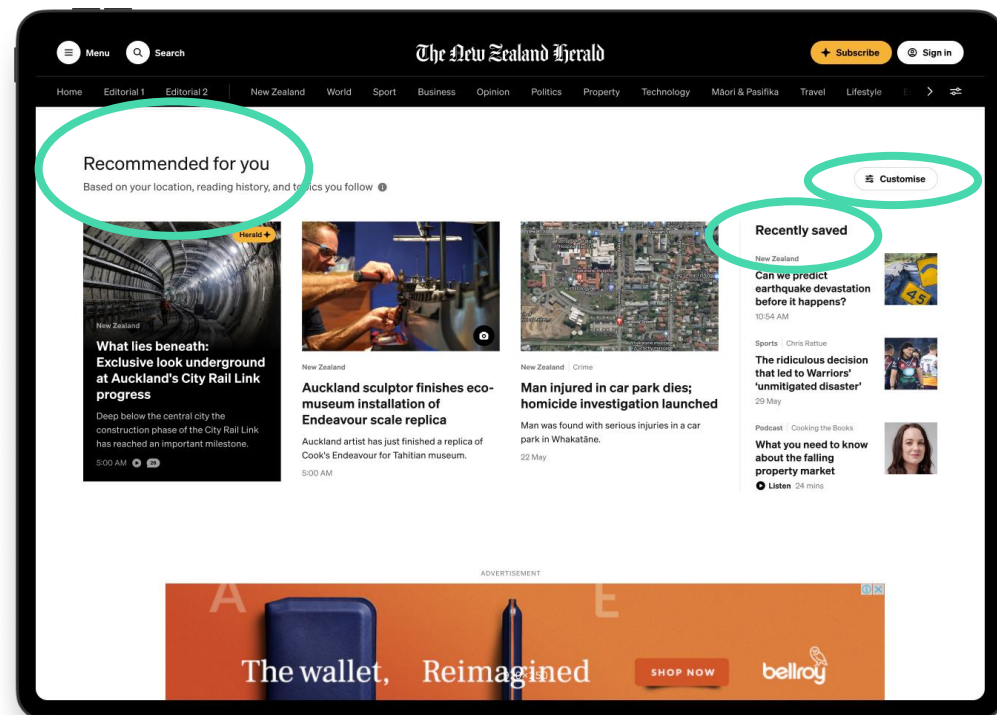 Menu
Search
The New Zealand Herald
Subscribe
Sign in
Home Editorial 1 Editorial 2 New Zealand World Sport Business Opinion Politics Property Technology Māori & Pasifika Travel Lifestyle
Recommended for you
Based on your location, reading history, and topics you follow
Customise
Herald
New Zealand
What lies beneath:
Exclusive look underground
at Auckland's City Rail Link
progress
Deep below the central city the
construction phase of the City Rail Link
has reached an important milestone.
5:00 AM
New Zealand
Auckland sculptor finishes eco-
museum installation of
Endeavour scale replica
Auckland artist has just finished a replica of
Cook's Endeavour for Tahitian museum.
5:00 AM
New Zealand Crime
Man injured in car park dies;
homicide investigation launched
Man was found with serious injuries in a car
park in Whakatāne.
22 May
Recently saved
New Zealand
Can we predict
earthquake devastation
before it happens?
10:54 AM
Sports Chris Rattue
The ridiculous decision
that led to Warriors'
'unmitigated disaster'
29 May
Podcast Cooking the Books
What you need to know
about the falling
property market
Listen 24 mins
ADVERTISEMENT
A E
The wallet, Reimagined
SHOP NOW
bellroy